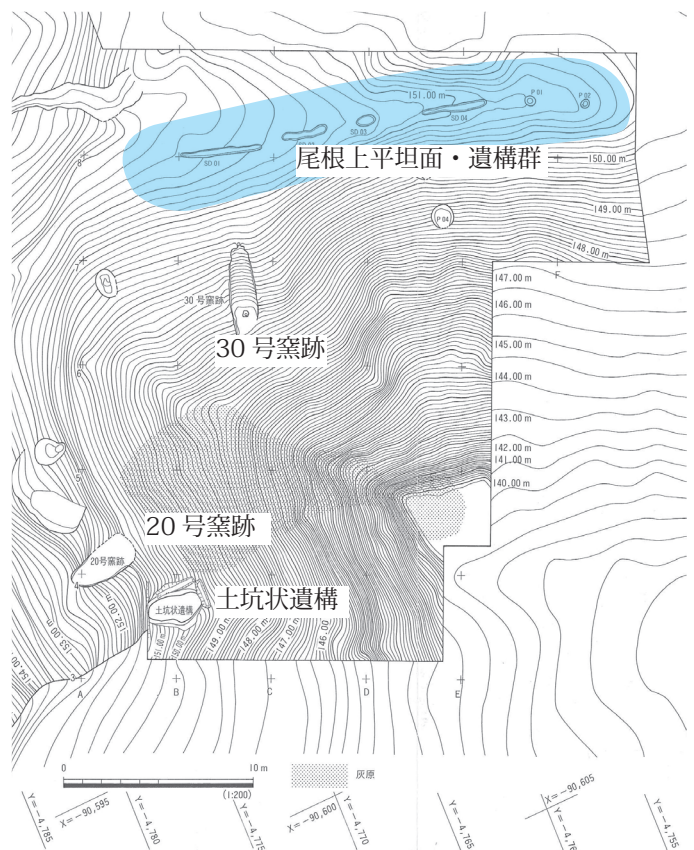 151.00 m
P 01
P 02
SD 04
SD 03
SD 01
尾根上平坦面・遺構群
150.00 m
8
149.00 m
P 04
148.00 m
7
F
147.00 m
30 号窯跡
146.00 m
30 号窯跡
145.00 m
6
144.00 m
143.00 m
142.00 m
141.00 m
5
140.00 m
20 号窯跡
20号窯跡
4
土坑状遺構
土坑状遺構
152.00 m
153.00 m
151.00 m
150.00 m
149.00 m
148.00 m
147.00 m
146.00 m
3
A
B
C
D
E
0
10 m
(1:200)
灰原
Y=-4,785
X=-90,595
Y=-4,780
Y=-4,775
X=-90,600
Y=-4,770
Y=-4,765
X=-90,605
Y=-4,755